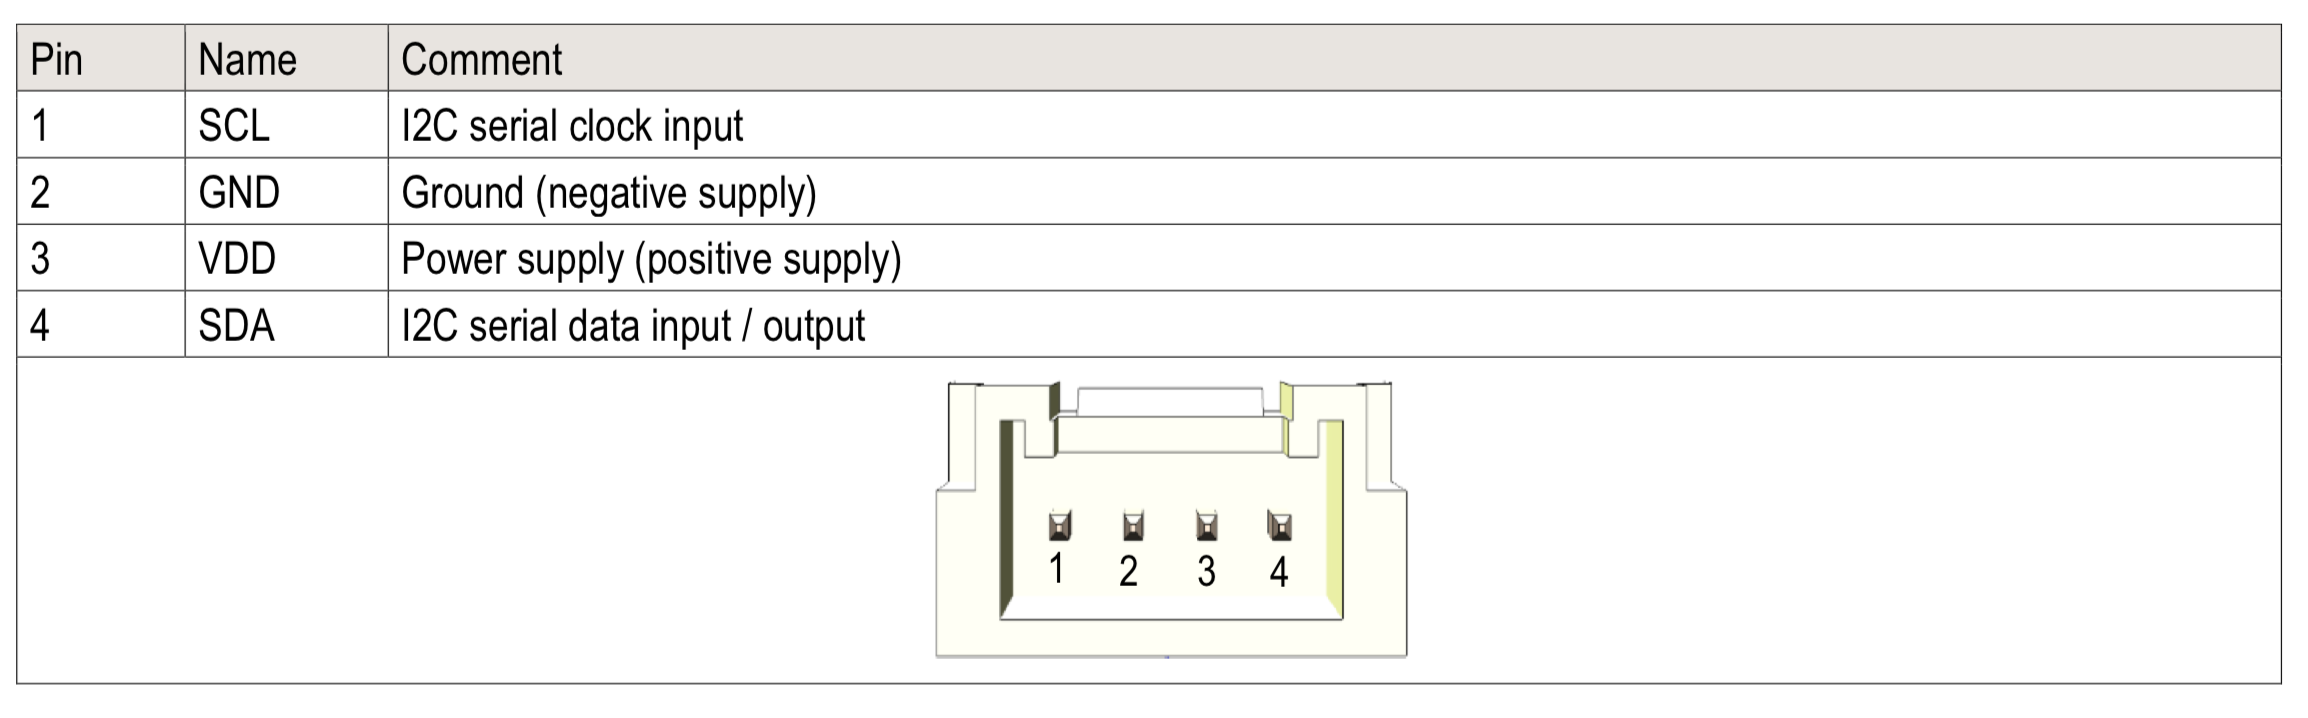 Pin Name Comment
1 SCL I2C serial clock input
2 GND Ground (negative supply)
3 VDD Power supply (positive supply)
4 SDA I2C serial data input / output
1 2 3 4